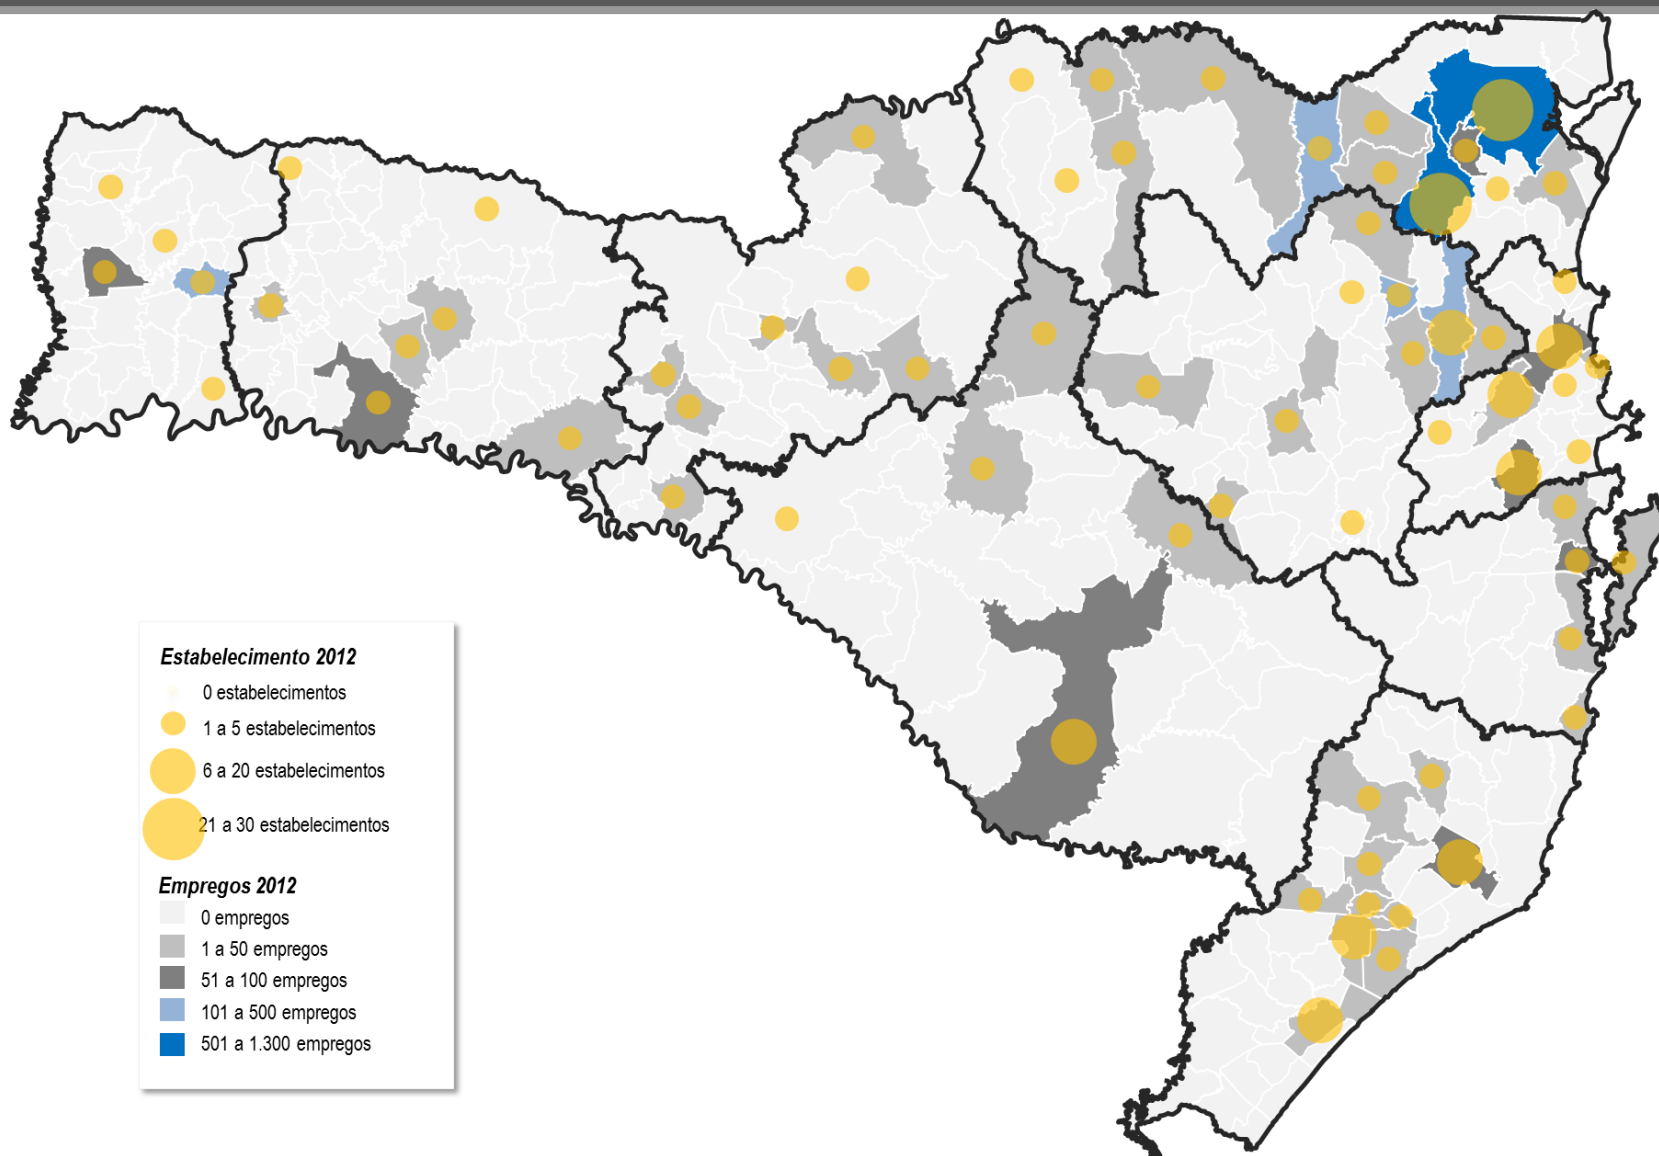 Estabelecimento 2012
0 estabelecimentos
1 a 5 estabelecimentos
6 a 20 estabelecimentos
21 a 30 estabelecimentos
Empregos 2012
0 empregos
1 a 50 empregos
51 a 100 empregos
101 a 500 empregos
501 a 1.300 empregos